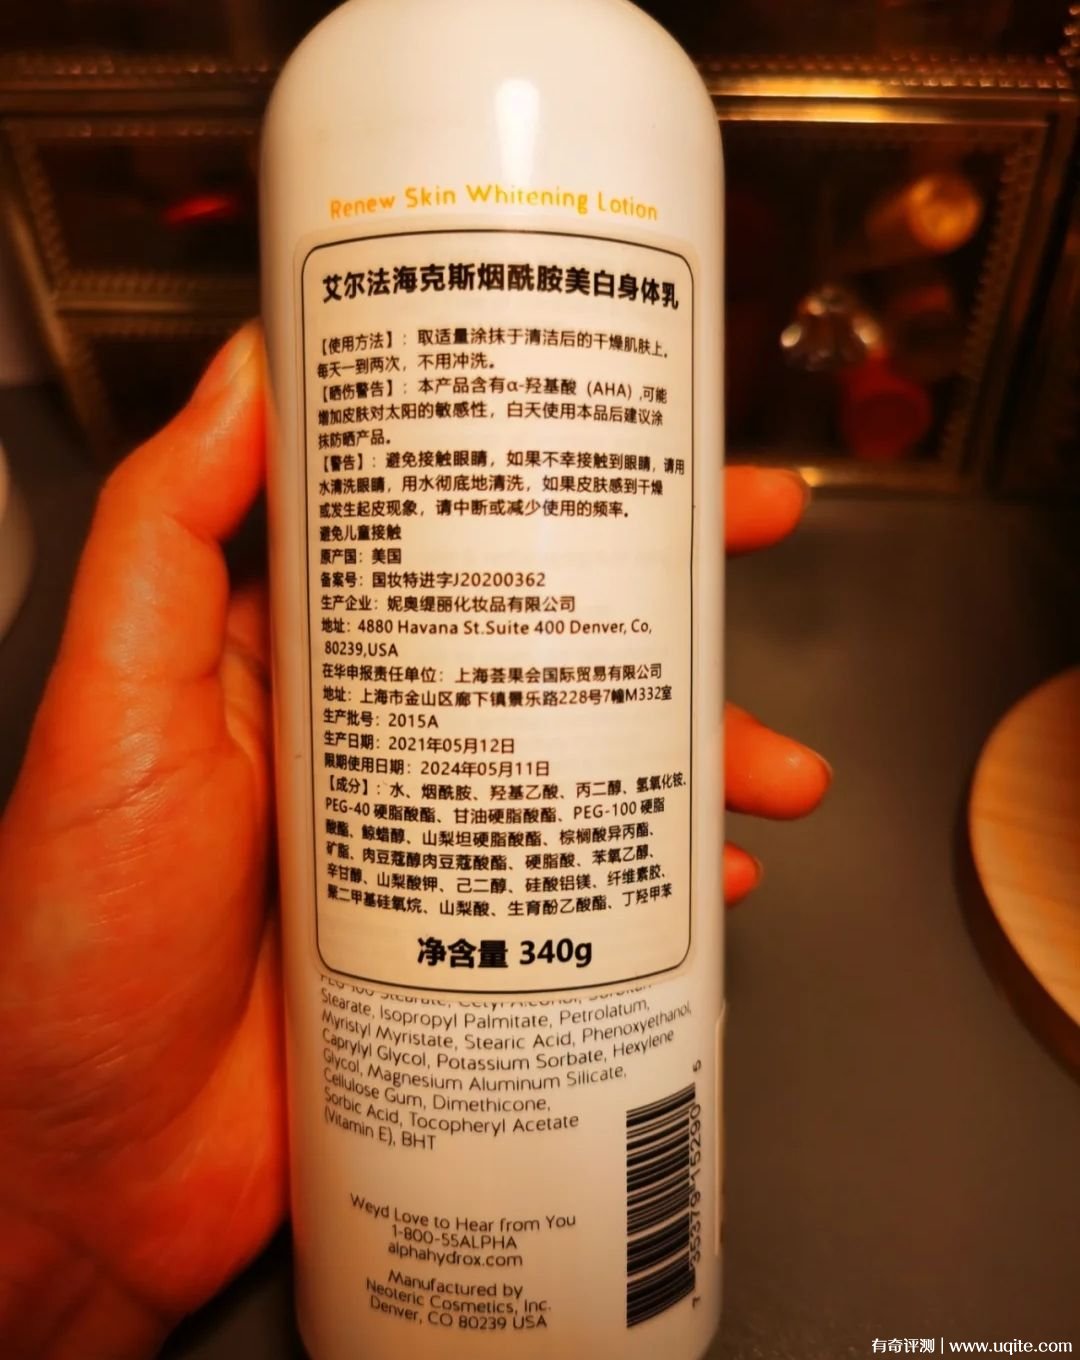 Renew Skin Whitening Lotion
艾尔法海克斯烟酰胺美白身体乳
【使用方法】：取适量涂抹于清洁后的干燥肌肤上，
每天一到两次，不用冲洗。
【晒伤警告】：本产品含有α-羟基酸（AHA）,可能
增加皮肤对太阳的敏感性，白天使用本品后建议涂
抹防晒产品。
【警告】：避免接触眼睛，如果不幸接触到眼睛，请用
水清洗眼睛，用水彻底地清洗，如果皮肤感到干燥
或发生起皮现象，请中断或减少使用的频率。
避免儿童接触
原产国：美国
备案号：国妆特进字J20200362
生产企业：妮奥缇丽化妆品有限公司
地址：4880 Havana St.Suite 400 Denver, Co,
80239,USA
在华申报责任单位：上海荟果会国际贸易有限公司
地址：上海市金山区廊下镇景乐路228号7幢M332室
生产批号：2015A
生产日期：2021年05月12日
限期使用日期：2024年05月11日
【成分】：水、烟酰胺、羟基乙酸、丙二醇、氢氧化铵、
PEG-40 硬脂酸酯、甘油硬脂酸酯、PEG-100 硬脂
酸酯、鲸蜡醇、山梨坦硬脂酸酯、棕榈酸异丙酯、
矿脂、肉豆蔻醇肉豆蔻酸酯、硬脂酸、苯氧乙醇、
辛甘醇、山梨酸钾、己二醇、硅酸铝镁、纤维素胶、
聚二甲基硅氧烷、山梨酸、生育酚乙酸酯、丁羟甲苯
净含量 340g
PEG-100 Stearate, Cetyl Alcohol, Sorbitan
Stearate, Isopropyl Palmitate, Petrolatum,
Myristyl Myristate, Stearic Acid, Phenoxyethanol,
Caprylyl Glycol, Potassium Sorbate, Hexylene
Glycol, Magnesium Aluminum Silicate,
Cellulose Gum, Dimethicone,
Sorbic Acid, Tocopheryl Acetate
(Vitamin E), BHT
Weyd Love to Hear from You
1-800-55ALPHA
alphahydrox.com
Manufactured by
Neoteric Cosmetics, Inc.
Denver, CO 80239 USA
7 35379 15290 5
有奇评测 | www.uqite.com